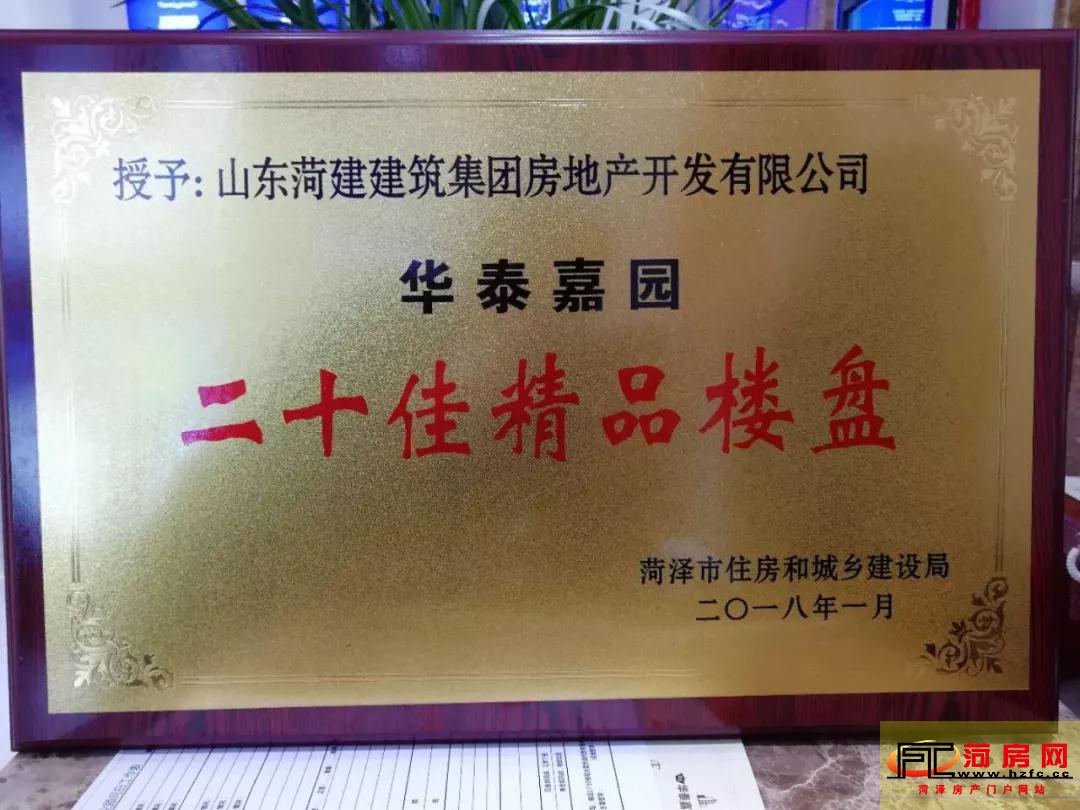 授予:山东菏建建筑集团房地产开发有限公司
华泰嘉园
二十佳精品楼盘
菏泽市住房和城乡建设局
二〇一八年一月
菏房网
www.hzfc.cc
菏泽房产门户网站